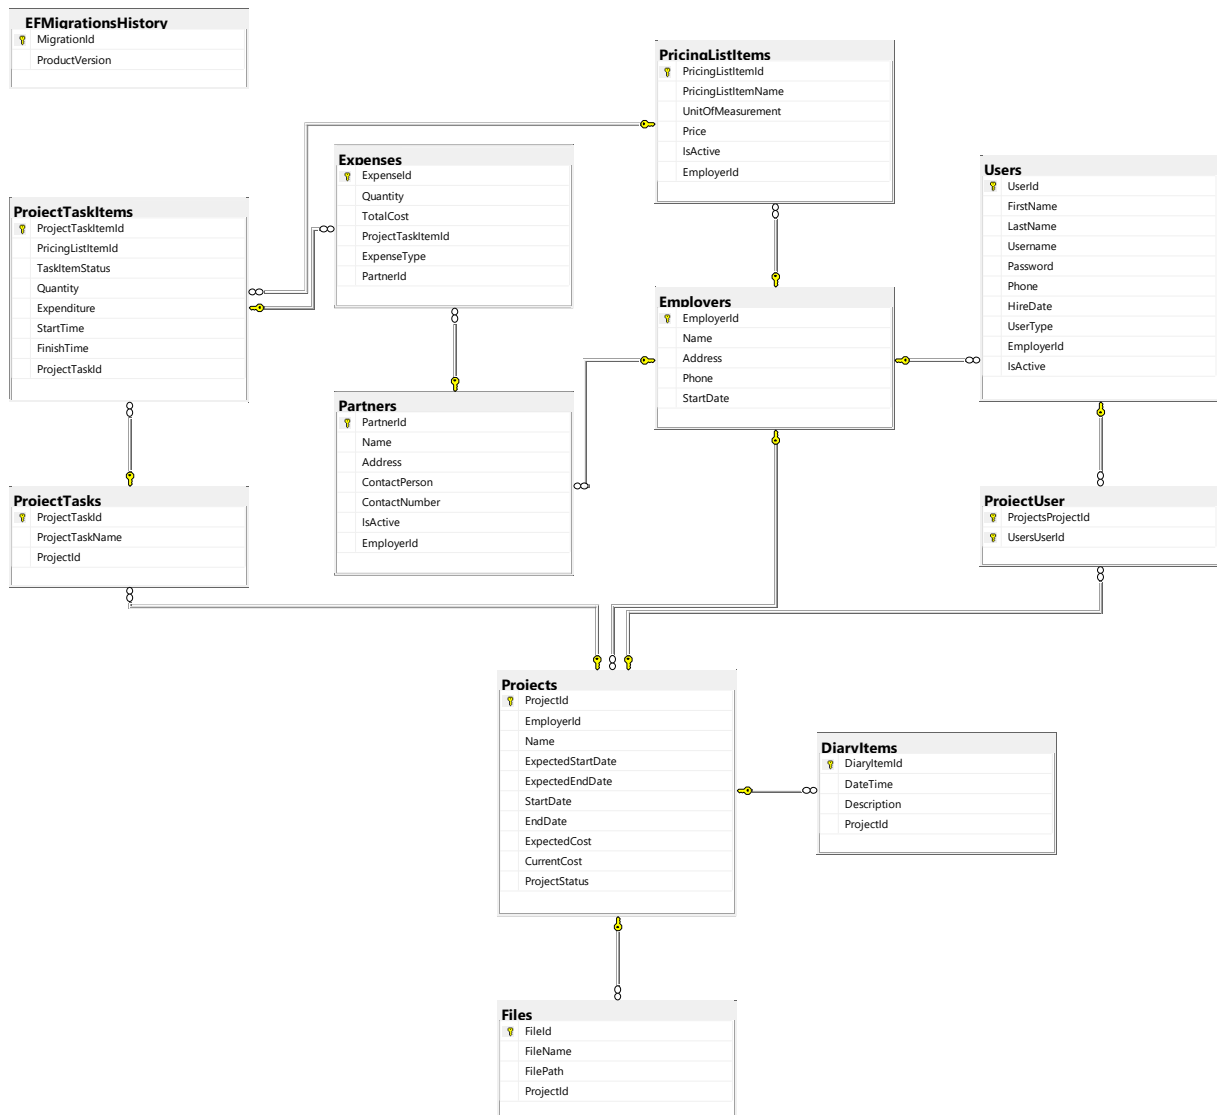 EFMigrationsHistory
MigrationId
ProductVersion
PricingListItems
PricingListItemId
PricingListItemName
UnitOfMeasurement
Price
IsActive
EmployerId
Expenses
ExpenseId
Quantity
TotalCost
ProjectTaskItemId
ExpenseType
PartnerId
Users
UserId
FirstName
LastName
Username
Password
Phone
HireDate
UserType
EmployerId
IsActive
ProjectTaskItems
ProjectTaskItemId
PricingListItemId
TaskItemStatus
Quantity
Expenditure
StartTime
FinishTime
ProjectTaskId
Employers
EmployerId
Name
Address
Phone
StartDate
Partners
PartnerId
Name
Address
ContactPerson
ContactNumber
IsActive
EmployerId
ProjectTasks
ProjectTaskId
ProjectTaskName
ProjectId
ProjectUser
ProjectsProjectId
UsersUserId
Projects
ProjectId
EmployerId
Name
ExpectedStartDate
ExpectedEndDate
StartDate
EndDate
ExpectedCost
CurrentCost
ProjectStatus
DiaryItems
DiaryItemId
DateTime
Description
ProjectId
Files
FileId
FileName
FilePath
ProjectId